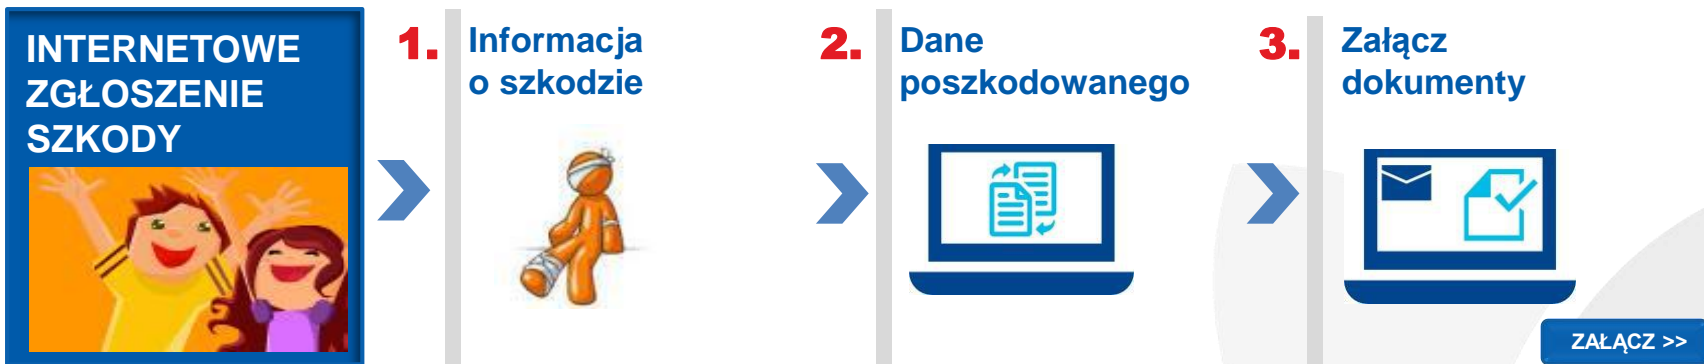 INTERNETOWE
ZGŁOSZENIE
SZKODY
1. Informacja
o szkodzie
2. Dane
poszkodowanego
3. Załącz
dokumenty
ZAŁĄCZ >>